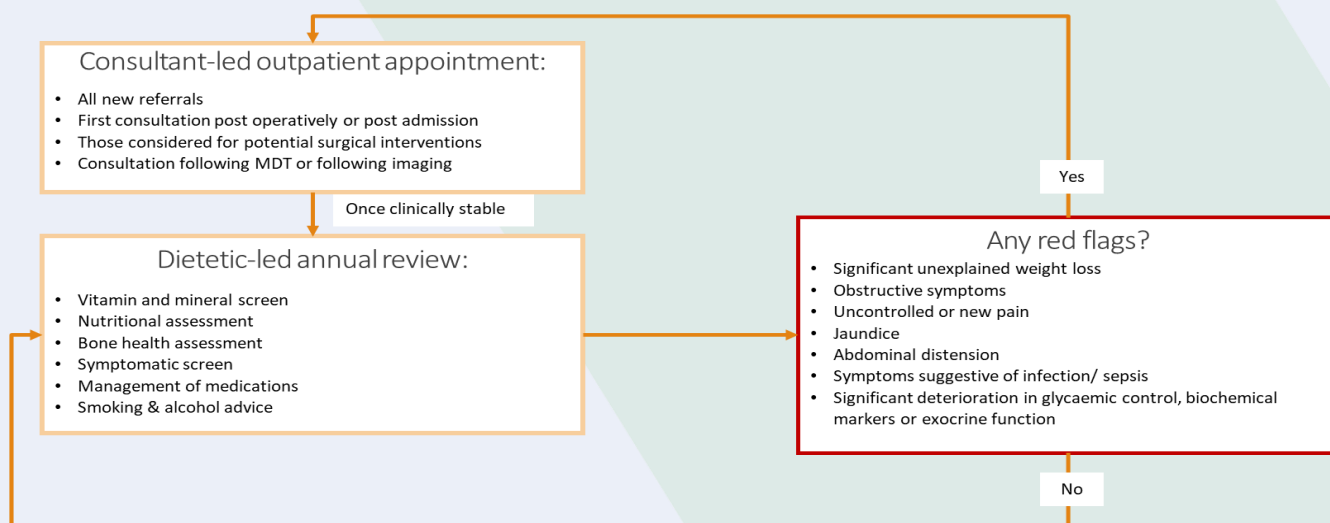 Consultant-led outpatient appointment:
• All new referrals
• First consultation post operatively or post admission
• Those considered for potential surgical interventions
• Consultation following MDT or following imaging
Once clinically stable
Dietetic-led annual review:
• Vitamin and mineral screen
• Nutritional assessment
• Bone health assessment
• Symptomatic screen
• Management of medications
• Smoking & alcohol advice
Yes
Any red flags?
• Significant unexplained weight loss
• Obstructive symptoms
• Uncontrolled or new pain
• Jaundice
• Abdominal distension
• Symptoms suggestive of infection/ sepsis
• Significant deterioration in glycaemic control, biochemical
markers or exocrine function
No